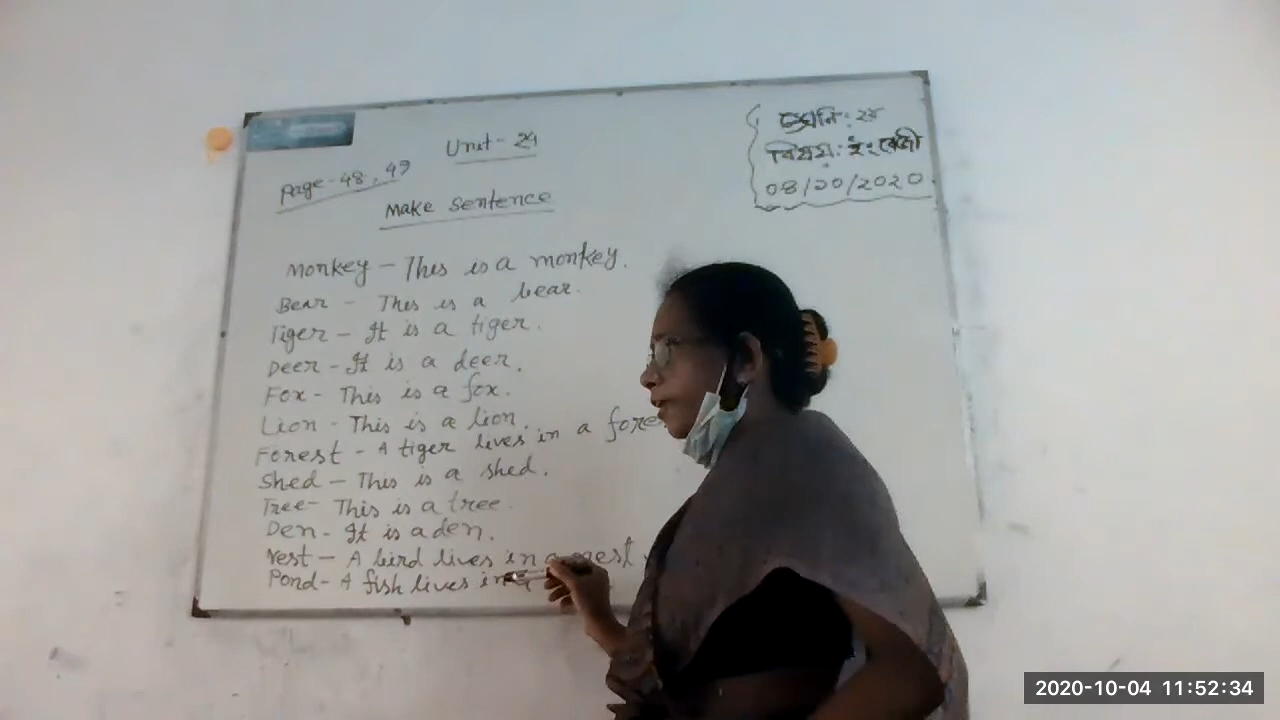 Unit- 24
Page-48, 49
Make Sentence
বিষয়: ইংরেজী
08/10/2020
Monkey - This is a monkey.
Bear - This is a bear.
Tiger - It is a tiger.
Deer - It is a deer.
Fox - This is a fox.
Lion - This is a lion.
Forest - A tiger lives in a
Shed - This is a shed.
Tree- This is a tree.
Den- It is a den.
Nest - A bird lives in a nest.
Pond- A fish lives in
2020-10-04 11:52:34